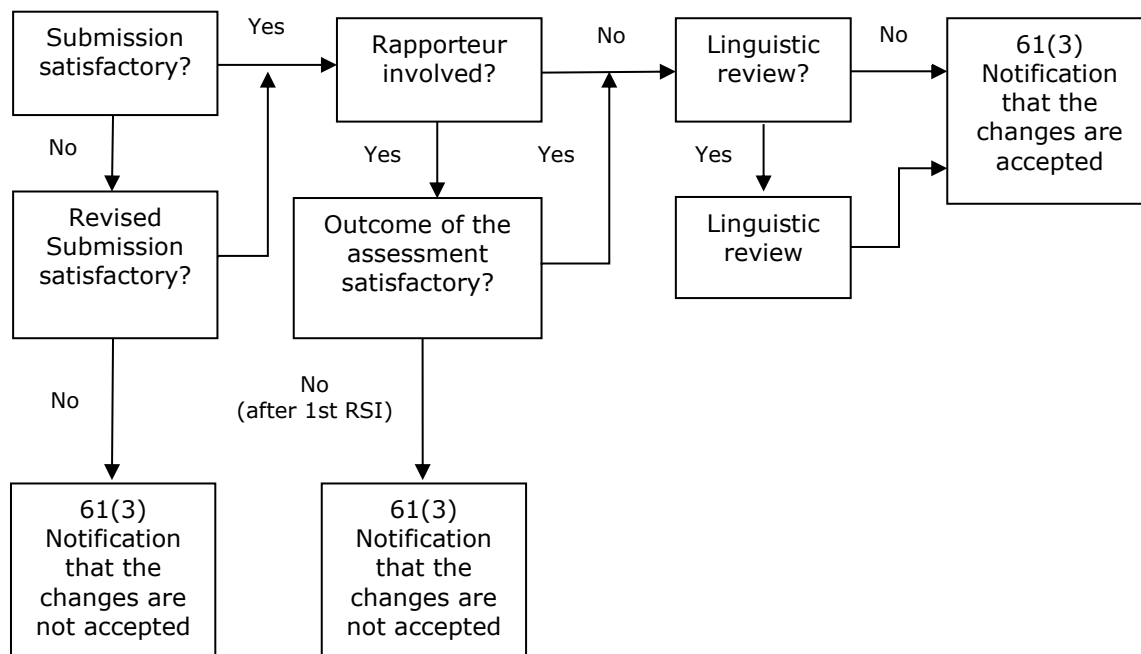 Submission
satisfactory?
Yes
Rapporteur
involved?
No
Linguistic
review?
No
61(3)
Notification
that the
changes are
accepted
No
Yes
Yes
Yes
Revised
Submission
satisfactory?
Outcome of the
assessment
satisfactory?
Linguistic
review
No
No
(after 1st RSI)
61(3)
Notification
that the
changes are
not accepted
61(3)
Notification
that the
changes are
not accepted